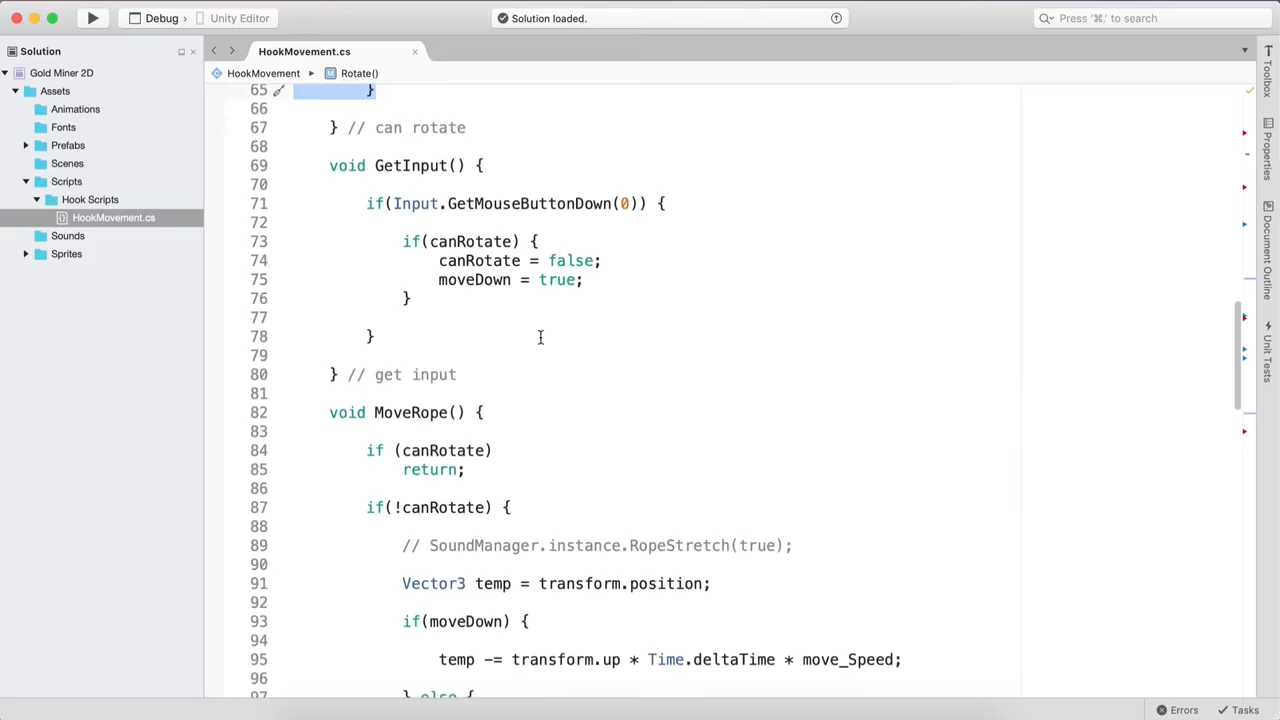 Debug › Unity Editor
Solution loaded.
Press '⌘.' to search
Solution
Gold Miner 2D
Assets
Animations
Fonts
Prefabs
Scenes
Scripts
Hook Scripts
HookMovement.cs
Sounds
Sprites
HookMovement.cs
HookMovement
M Rotate()
65 }
66
67 } // can rotate
68
69 void GetInput() {
70
71 if(Input.GetMouseButtonDown(0)) {
72
73 if(canRotate) {
74 canRotate = false;
75 moveDown = true;
76 }
77
78 }
79
80 } // get input
81
82 void MoveRope() {
83
84 if (canRotate)
85 return;
86
87 if(!canRotate) {
88
89 // SoundManager.instance.RopeStretch(true);
90
91 Vector3 temp = transform.position;
92
93 if(moveDown) {
94
95 temp -= transform.up * Time.deltaTime * move_Speed;
96
97 } else {
Toolbox
Properties
Document Outline
Unit Tests
Errors
Tasks